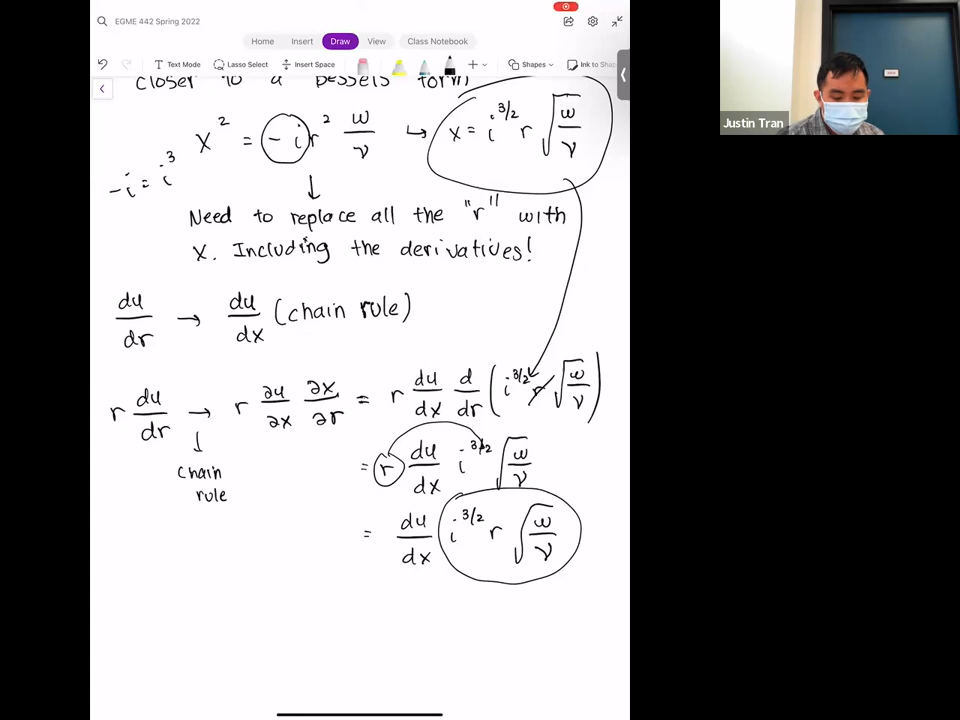 EGME 442 Spring 2022
Home Insert Draw View Class Notebook
Text Mode Lasso Select Insert Space Shapes Ink to Shap
closer to a bessels form
x² = -i r² ω/ν → x = i^3/2 r √ω/ν
-i = i³
Need to replace all the "r" with
x. Including the derivatives!
du/dr → du/dx (chain rule)
r du/dr → r ∂u/∂x ∂x/∂r = r du/dx d/dr (i^3/2 r √ω/ν)
chain
rule
= r du/dx i^3/2 √ω/ν
= du/dx i^3/2 r √ω/ν
Justin Tran